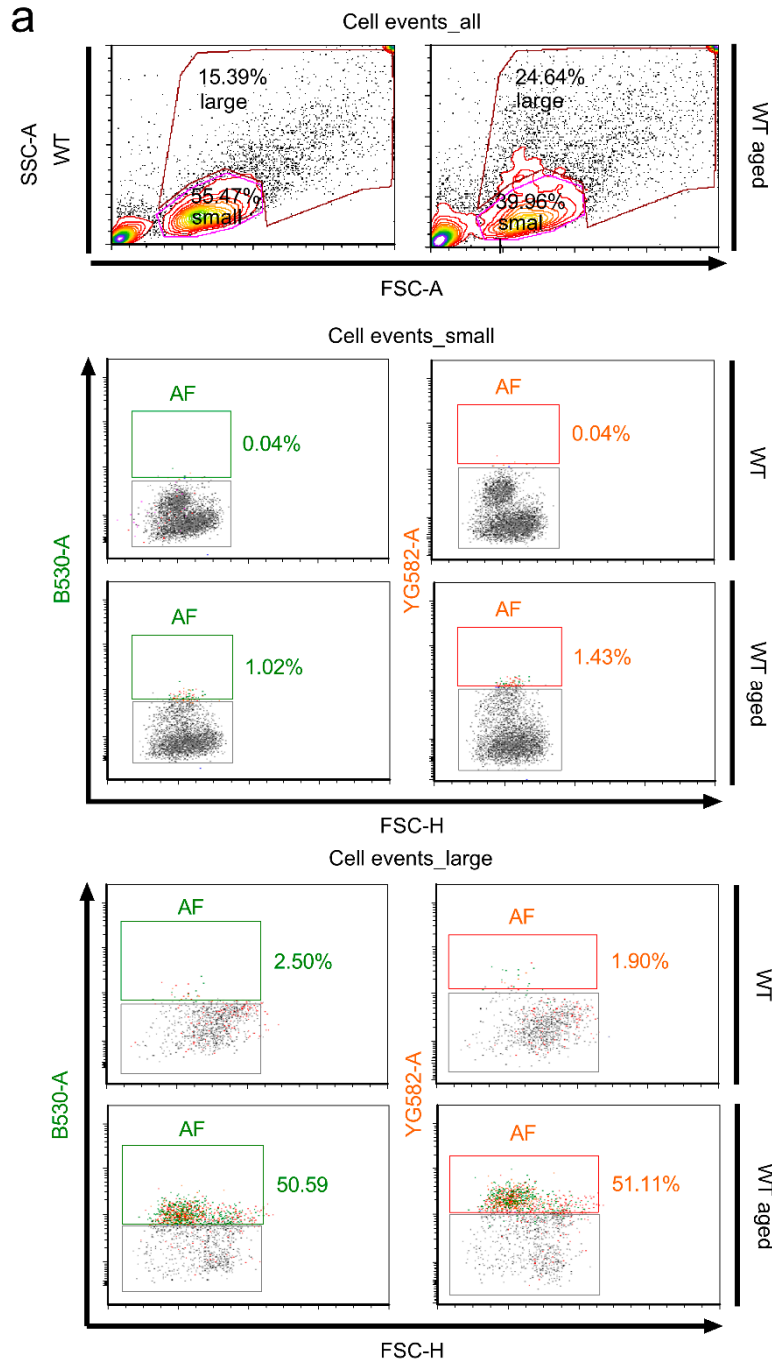 a
Cell events_all
SSC-A
WT
15.39%
large
55.47%
small
24.64%
large
39.96%
smal
WT aged
FSC-A
Cell events_small
B530-A
YG582-A
AF
0.04%
AF
0.04%
WT
AF
1.02%
AF
1.43%
WT aged
FSC-H
Cell events_large
B530-A
YG582-A
AF
2.50%
AF
1.90%
WT
AF
50.59
AF
51.11%
WT aged
FSC-H